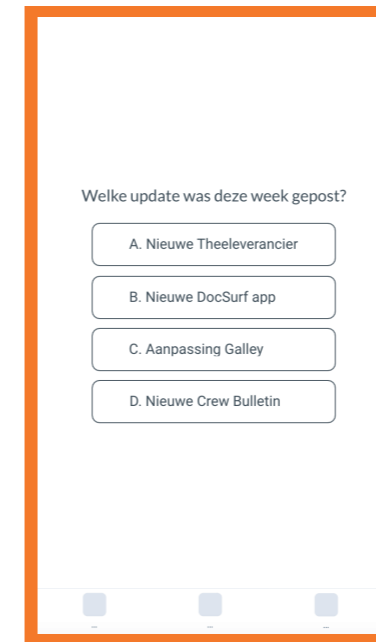 Welke update was deze week gepost?
A. Nieuwe Theeleverancier
B. Nieuwe DocSurf app
C. Aanpassing Galley
D. Nieuwe Crew Bulletin